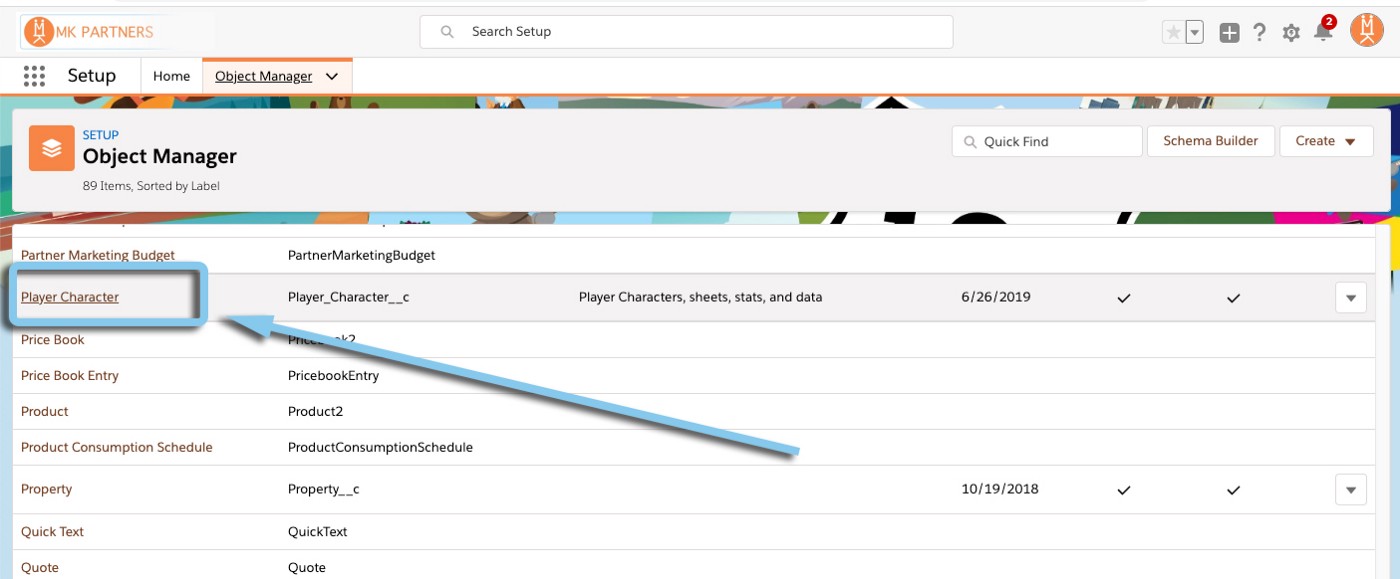 MK PARTNERS
Search Setup
2
Setup Home Object Manager
SETUP
Object Manager
89 Items, Sorted by Label
Quick Find
Schema Builder
Create
Partner Marketing Budget PartnerMarketingBudget
Player Character Player_Character__c Player Characters, sheets, stats, and data 6/26/2019
Price Book Pricebook2
Price Book Entry PricebookEntry
Product Product2
Product Consumption Schedule ProductConsumptionSchedule
Property Property__c 10/19/2018
Quick Text QuickText
Quote Quote